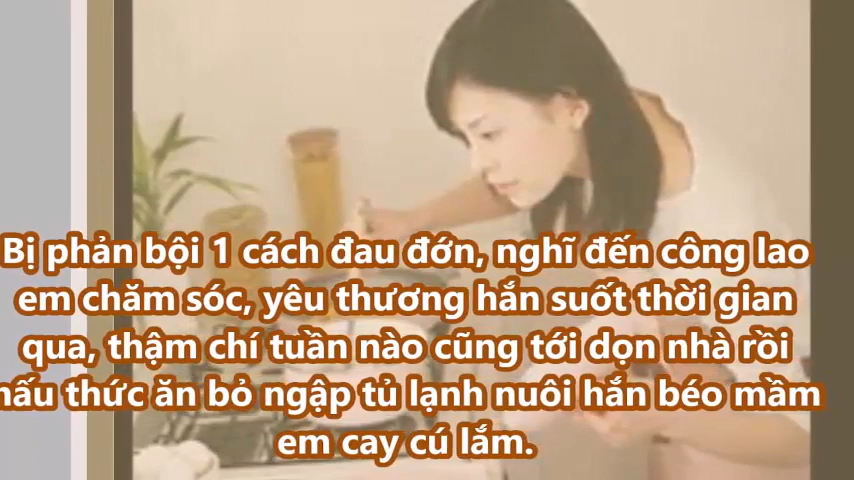 Bị phản bội 1 cách đau đớn, nghĩ đến công lao
em chăm sóc, yêu thương hắn suốt thời gian
qua, thậm chí tuần nào cũng tới dọn nhà rồi
nấu thức ăn bỏ ngập tủ lạnh nuôi hắn béo mầm
em cay cú lắm.